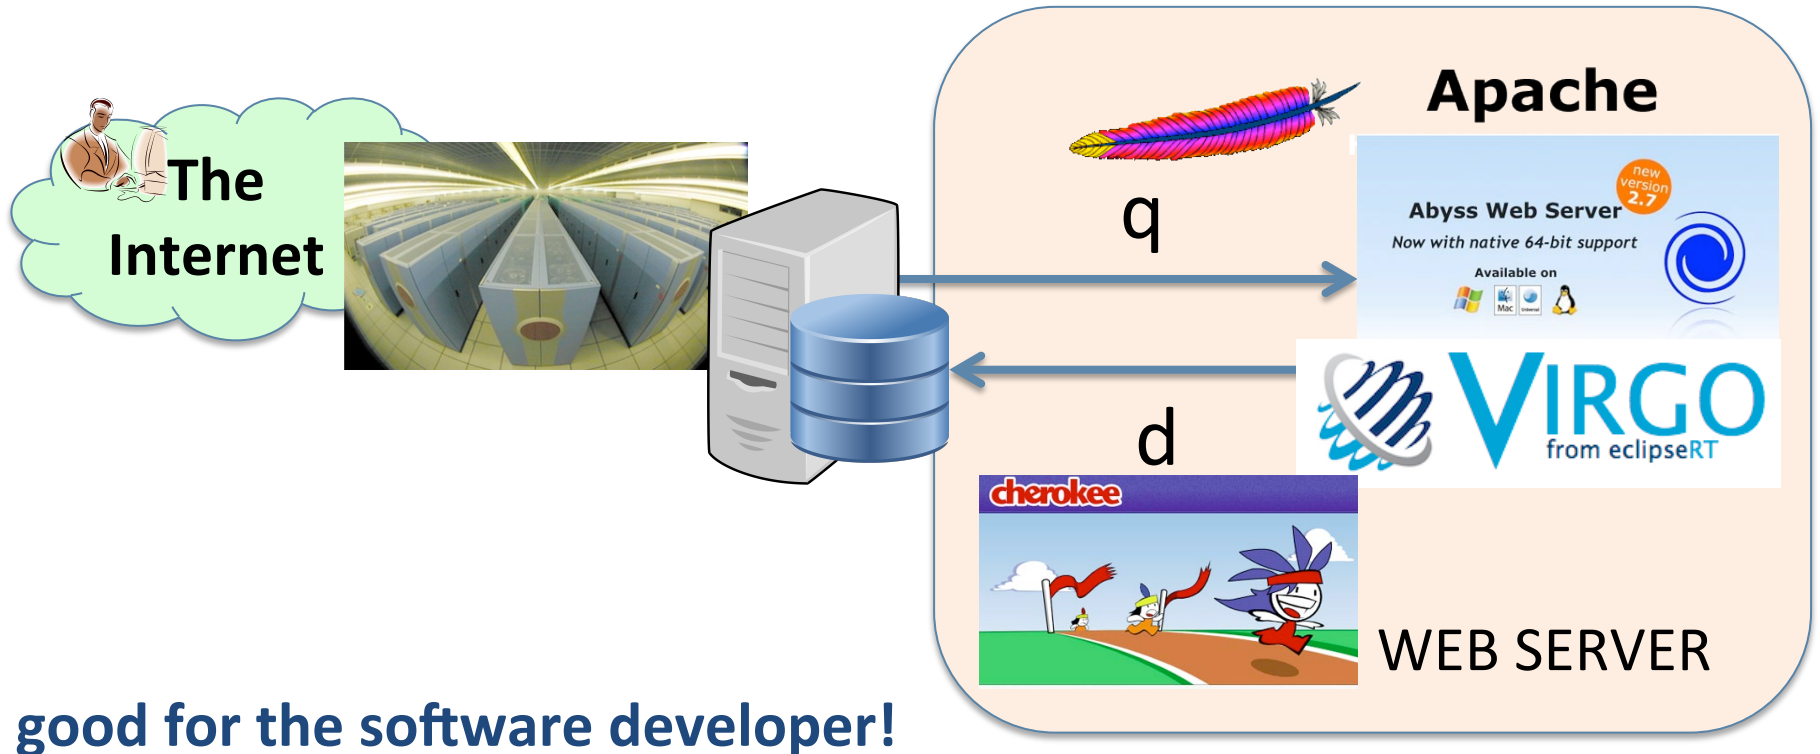 The
Internet
Apache
q
new
version
2.7
Abyss Web Server
Now with native 64-bit support
Available on
Mac
Universal
VIRGO
from eclipseRT
d
cherokee
WEB SERVER
good for the software developer!